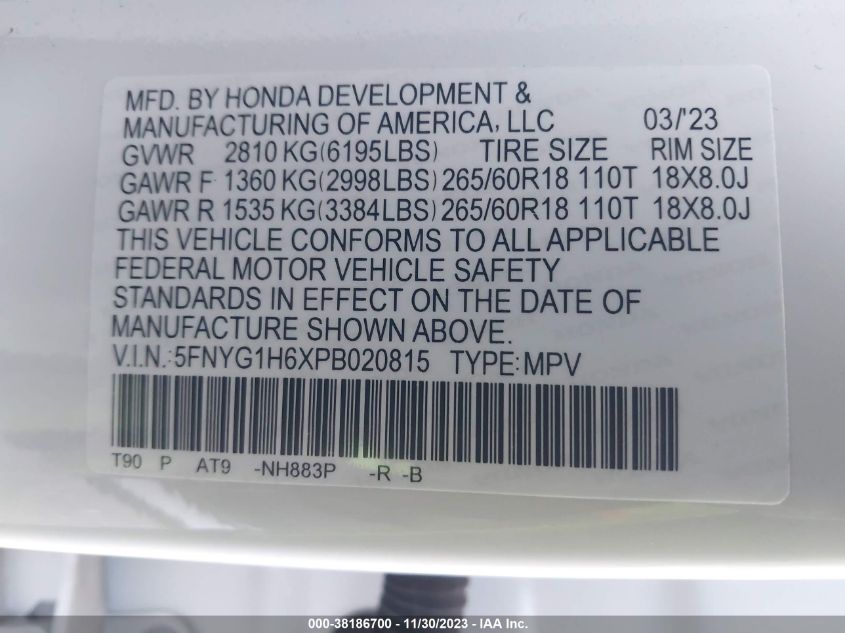 MFD. BY HONDA DEVELOPMENT &
MANUFACTURING OF AMERICA, LLC 03/'23
GVWR 2810 KG(6195LBS) TIRE SIZE RIM SIZE
GAWR F 1360 KG(2998LBS) 265/60R18 110T 18X8.0J
GAWR R 1535 KG(3384LBS) 265/60R18 110T 18X8.0J
THIS VEHICLE CONFORMS TO ALL APPLICABLE
FEDERAL MOTOR VEHICLE SAFETY
STANDARDS IN EFFECT ON THE DATE OF
MANUFACTURE SHOWN ABOVE.
V.I.N.:5FNYG1H6XPB020815 TYPE:MPV
T90 P AT9 -NH883P -R -B
000-38186700 - 11/30/2023 - IAA Inc.